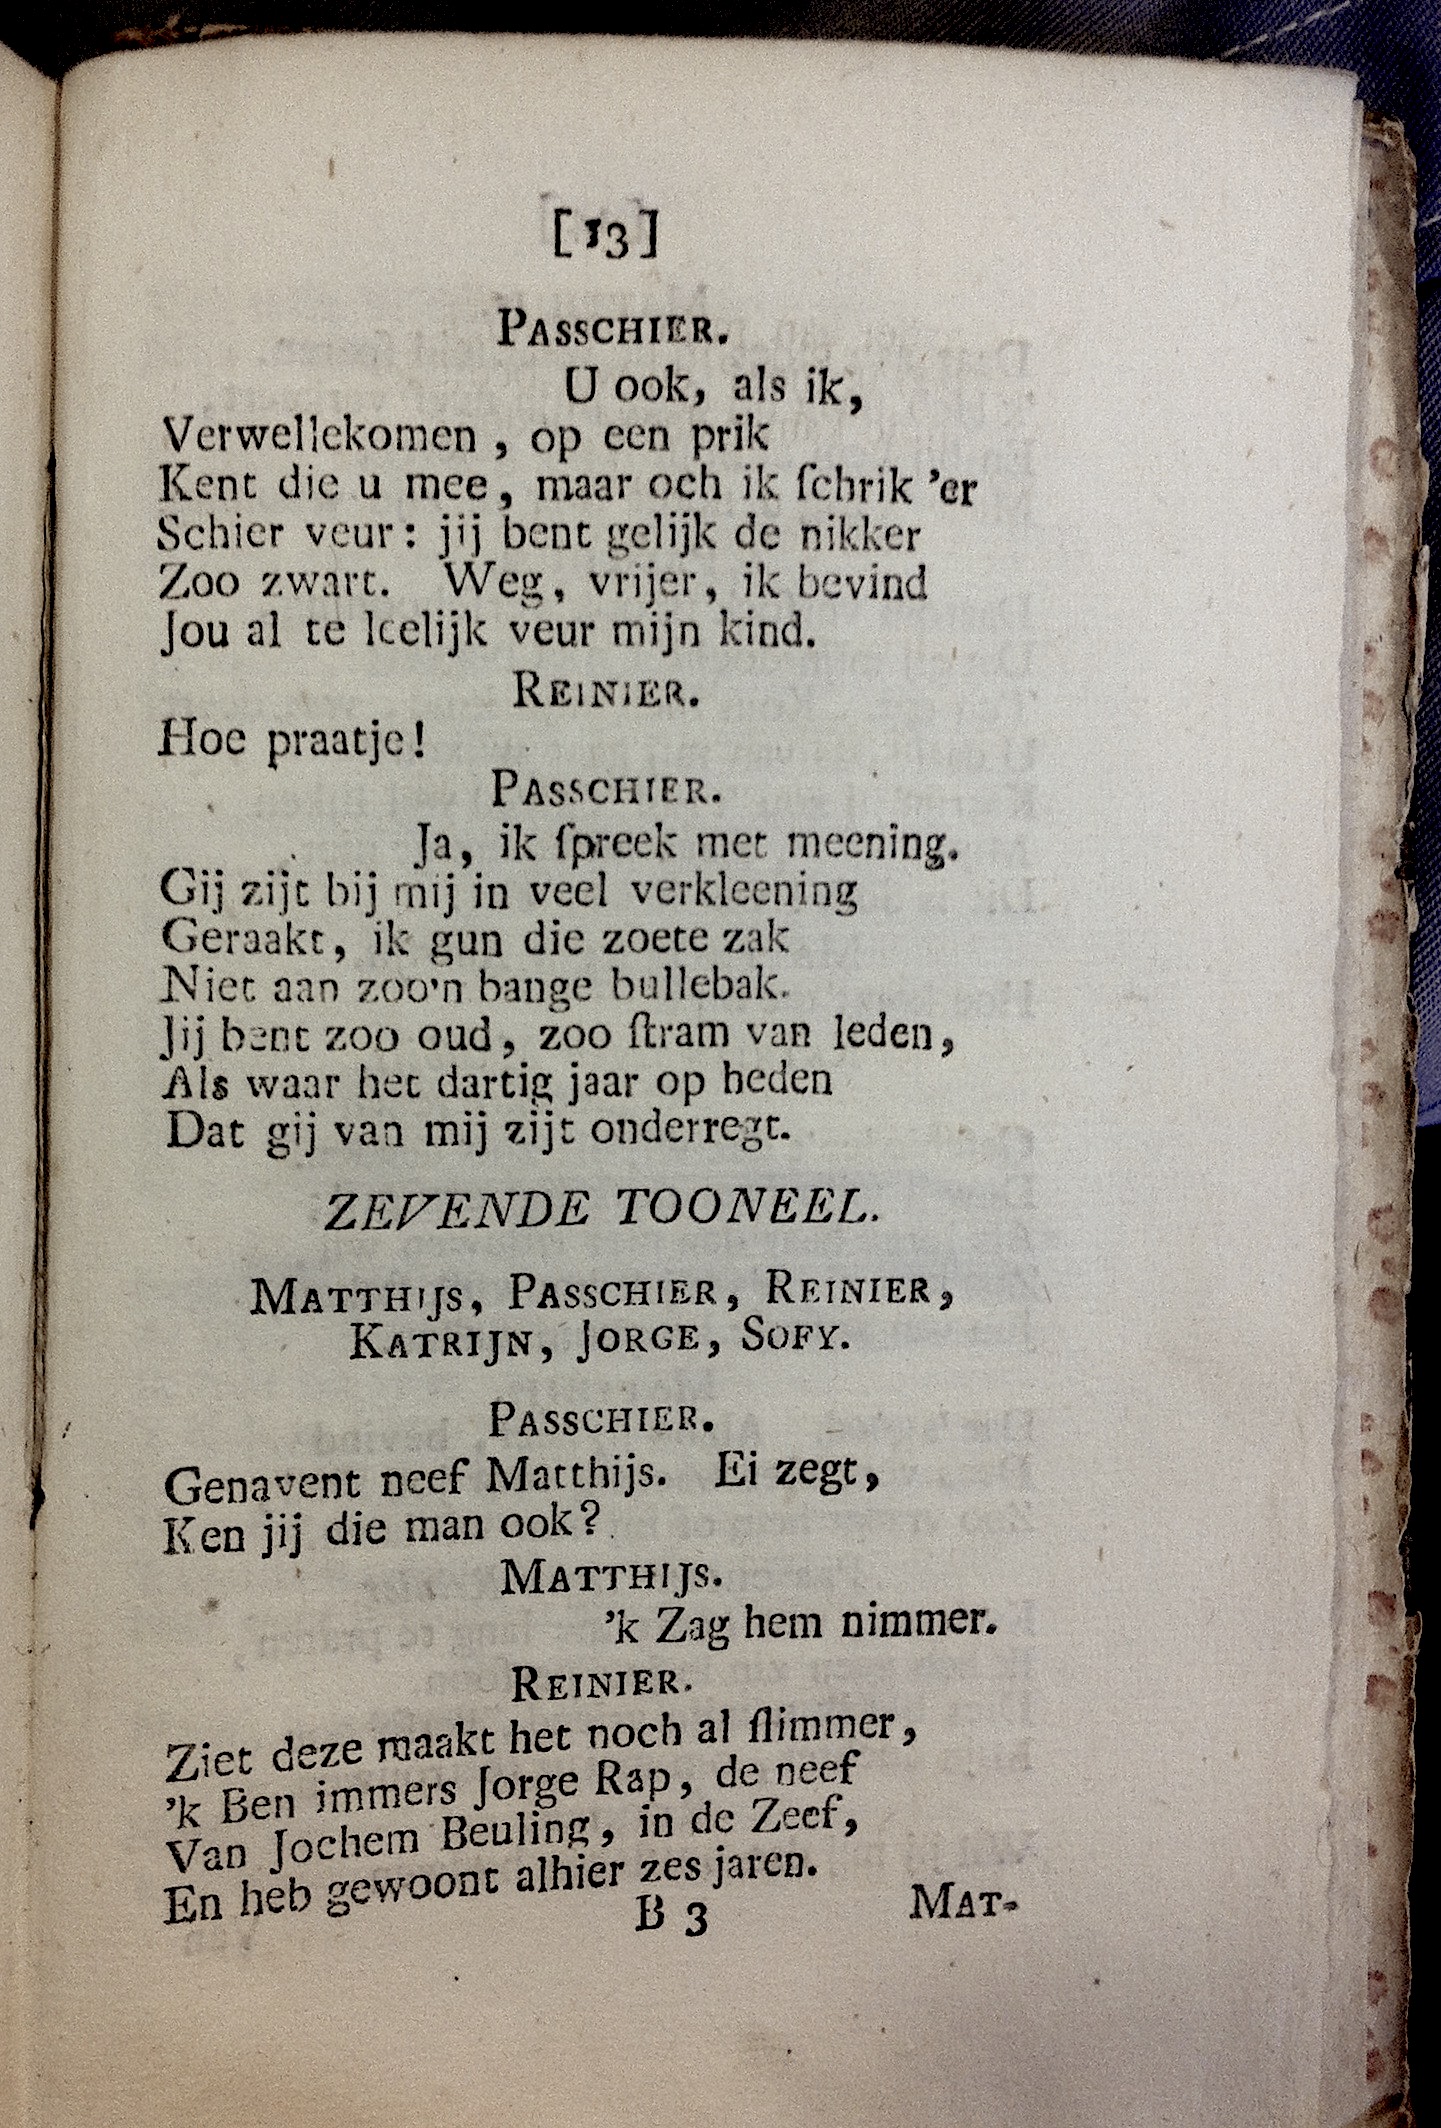 [13]
PASSCHIER.
U ook, als ik,
Verwellekomen, op een prik
Kent die u mee, maar och ik ſchrik 'er
Schier veur: jij bent gelijk de nikker
Zoo zwart. Weg, vrijer, ik bevind
Jou al te leelijk veur mijn kind.
REINIER.
Hoe praatje!
PASSCHIER.
Ja, ik ſpreek met meening.
Gij zijt bij mij in veel verkleening
Geraakt, ik gun die zoete zak
Niet aan zoo'n bange bullebak.
Jij bent zoo oud, zoo ſtram van leden,
Als waar het dartig jaar op heden
Dat gij van mij zijt onderregt.
ZEVENDE TOONEEL.
MATTHIJS, PASSCHIER, REINIER,
KATRIJN, JORGE, SOFY.
PASSCHIER.
Genavent neef Matthijs. Ei zegt,
Ken jij die man ook?
MATTHIJS.
'k Zag hem nimmer.
REINIER.
Ziet deze maakt het noch al ſlimmer,
'k Ben immers Jorge Rap, de neef
Van Jochem Beuling, in de Zeef,
En heb gewoont alhier zes jaren.
B 3 MAT-